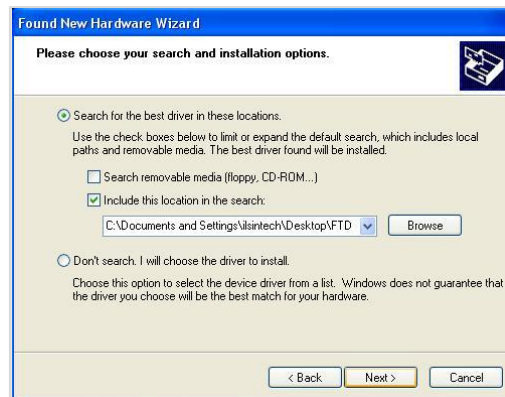 Found New Hardware Wizard
Please choose your search and installation options.
Search for the best driver in these locations.
Use the check boxes below to limit or expand the default search, which includes local
paths and removable media. The best driver found will be installed.
Search removable media (floppy, CD-ROM...)
Include this location in the search:
C:\Documents and Settings\ilsintech\Desktop\FTD
Browse
Don't search. I will choose the driver to install.
Choose this option to select the device driver from a list. Windows does not guarantee that
the driver you choose will be the best match for your hardware.
< Back Next > Cancel